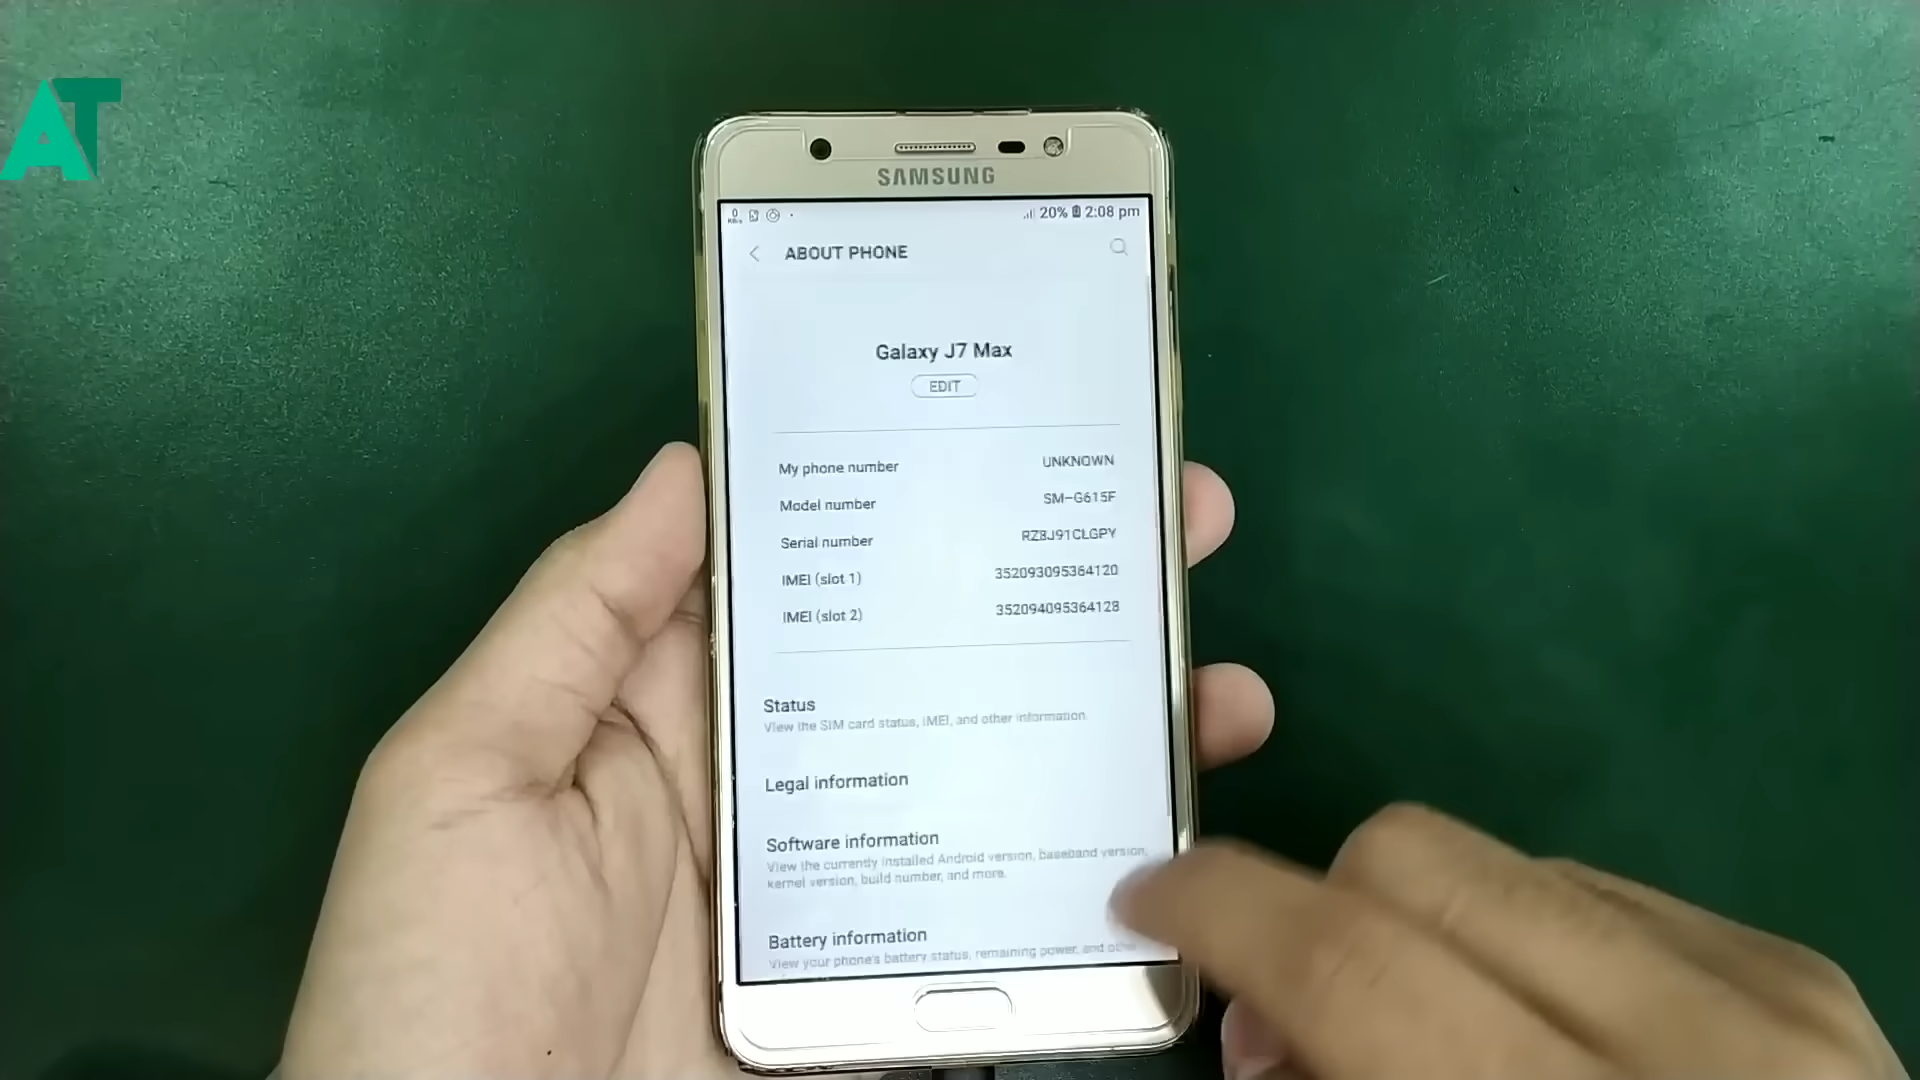 AT
SAMSUNG
0
KB/s
20% 2:08 pm
ABOUT PHONE
Galaxy J7 Max
EDIT
My phone number UNKNOWN
Model number SM-G615F
Serial number RZ8J91CLGPY
IMEI (slot 1) 352093095364120
IMEI (slot 2) 352094095364128
Status
View the SIM card status, IMEI, and other information.
Legal information
Software information
View the currently installed Android version, baseband version,
kernel version, build number, and more.
Battery information
View your phone's battery status, remaining power, and other